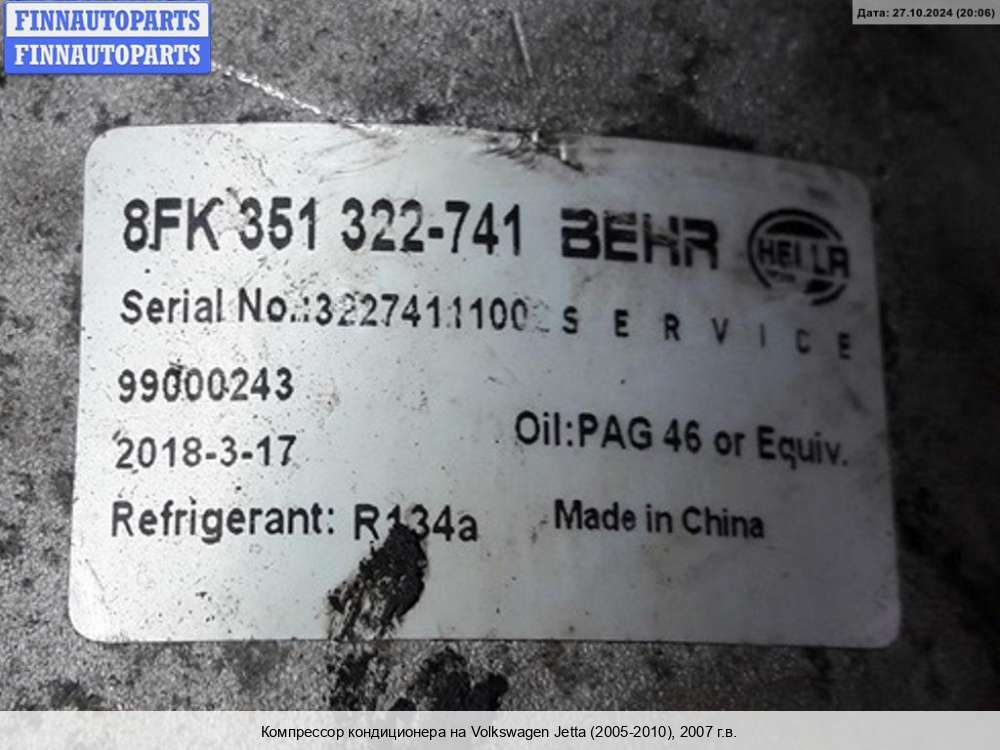 FINNAUTOPARTS
FINNAUTOPARTS
Дата: 27.10.2024 (20:06)
8FK 351 322-741 BEHR HELLA
Serial No.: SERVICE
99000243
2018-3-17
Oil:PAG 46 or Equiv.
Refrigerant: R134a
Made in China
Компрессор кондиционера на Volkswagen Jetta (2005-2010), 2007 г.в.